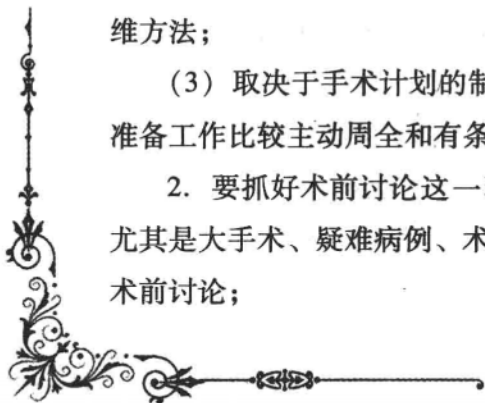 维方法；
（3）取决于手术计划的制
准备工作比较主动周全和有条
2. 要抓好术前讨论这一
尤其是大手术、疑难病例、术
术前讨论；